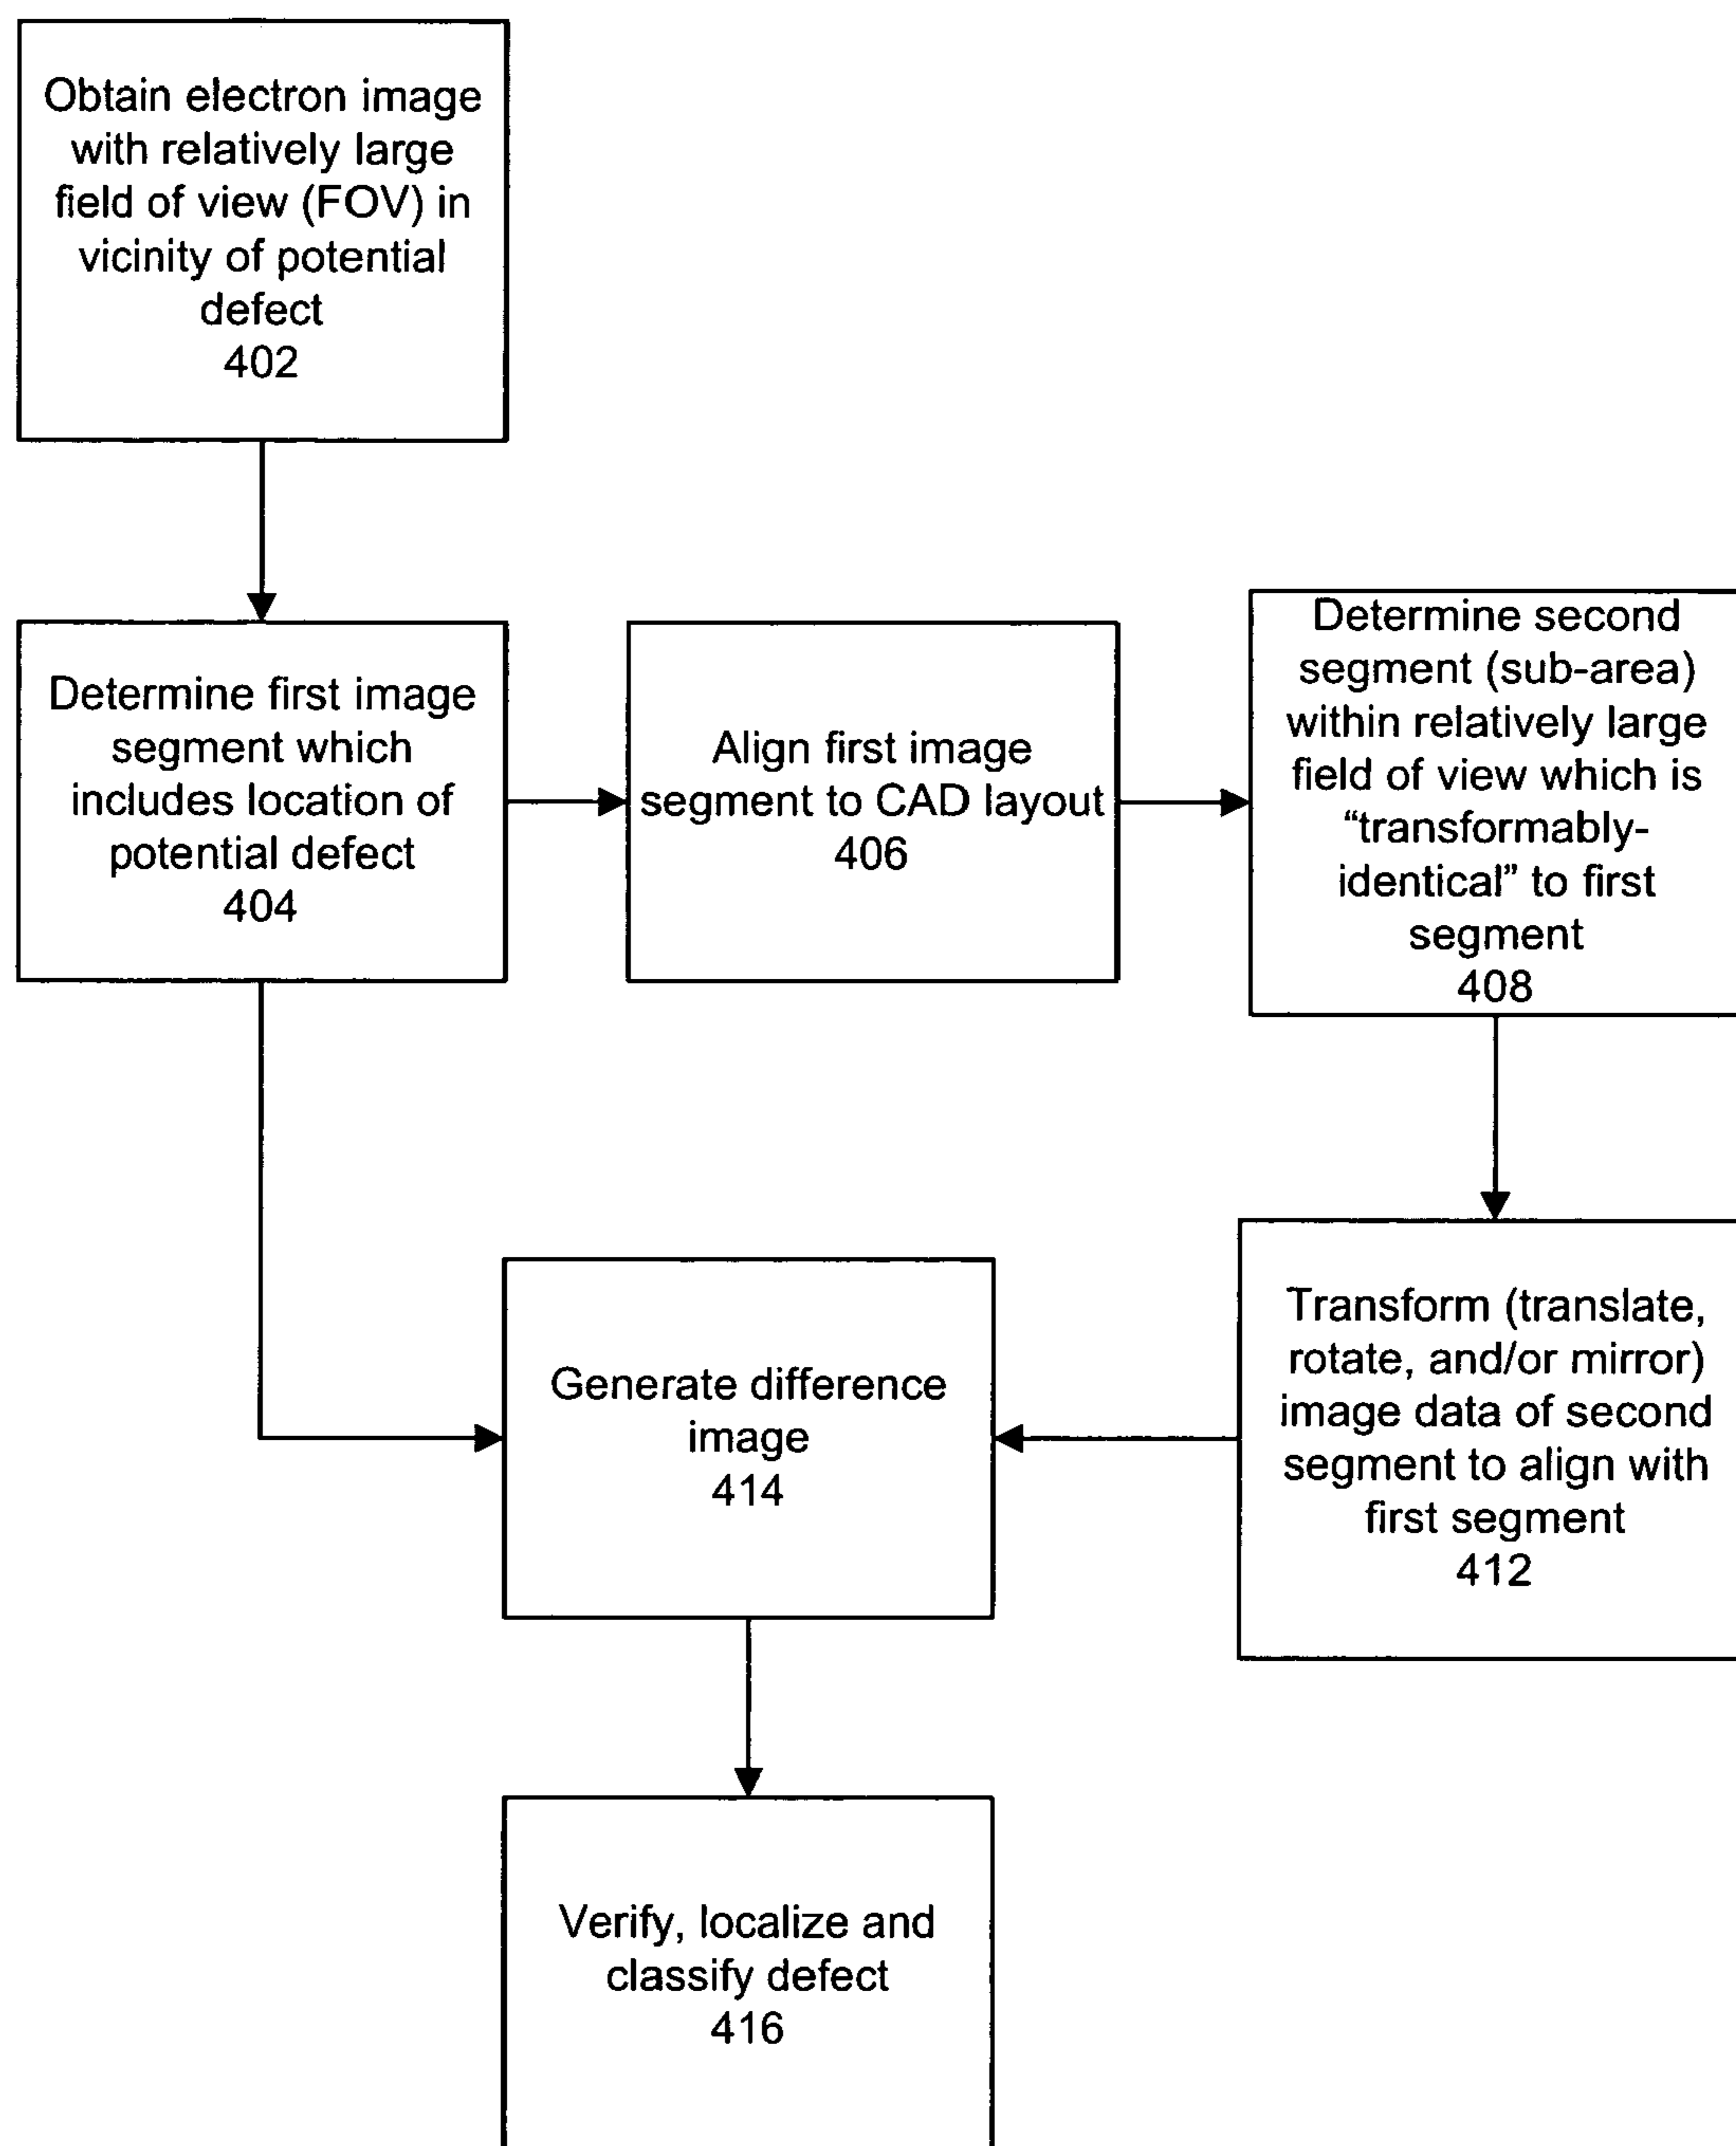 Obtain electron image
with relatively large
field of view (FOV) in
vicinity of potential
defect
402
Determine first image
segment which
includes location of
potential defect
404
Align first image
segment to CAD layout
406
Determine second
segment (sub-area)
within relatively large
field of view which is
“transformably-
identical” to first
segment
408
Transform (translate,
rotate, and/or mirror)
image data of second
segment to align with
first segment
412
Generate difference
image
414
Verify, localize and
classify defect
416